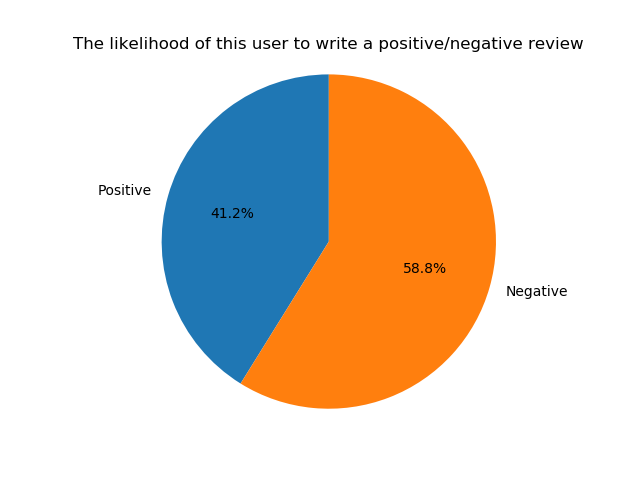 The likelihood of this user to write a positive/negative review
Positive
41.2%
58.8%
Negative